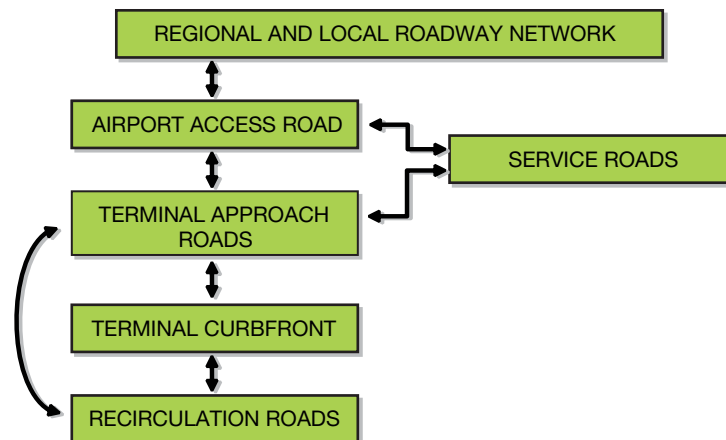 REGIONAL AND LOCAL ROADWAY NETWORK
AIRPORT ACCESS ROAD
SERVICE ROADS
TERMINAL APPROACH
ROADS
TERMINAL CURBFRONT
RECIRCULATION ROADS